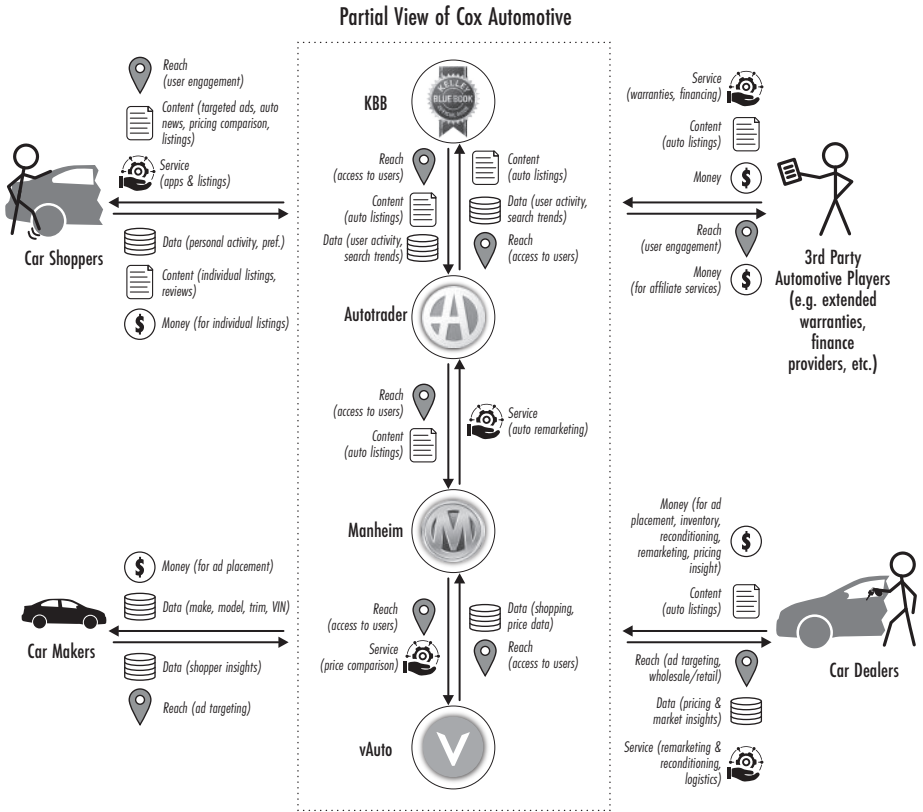 Partial View of Cox Automotive
Reach
(user engagement)
Content (targeted ads, auto
news, pricing comparison,
listings)
Service
(apps & listings)
Car Shoppers
Data (personal activity, pref.)
Content (individual listings,
reviews)
$
Money (for individual listings)
KBB
KELLEY
BLUE BOOK
Reach
(access to users)
Content
(auto listings)
Data (user activity,
search trends)
Content
(auto listings)
Data (user activity,
search trends)
Reach
(access to users)
Autotrader
A
Service
(warranties, financing)
Content
(auto listings)
Money
$
Reach
(user engagement)
Money
(for affiliate services)
$
3rd Party
Automotive Players
(e.g. extended
warranties,
finance
providers, etc.)
Reach
(access to users)
Content
(auto listings)
Service
(auto remarketing)
Manheim
M
$
Money (for ad placement)
Data (make, model, trim, VIN)
Car Makers
Data (shopper insights)
Reach (ad targeting)
Reach
(access to users)
Service
(price comparison)
Data (shopping,
price data)
Reach
(access to users)
vAuto
V
Money (for ad
placement, inventory,
reconditioning,
remarketing, pricing
insight)
$
Content
(auto listings)
Car Dealers
Reach (ad targeting,
wholesale/retail)
Data (pricing &
market insights)
Service (remarketing &
reconditioning,
logistics)